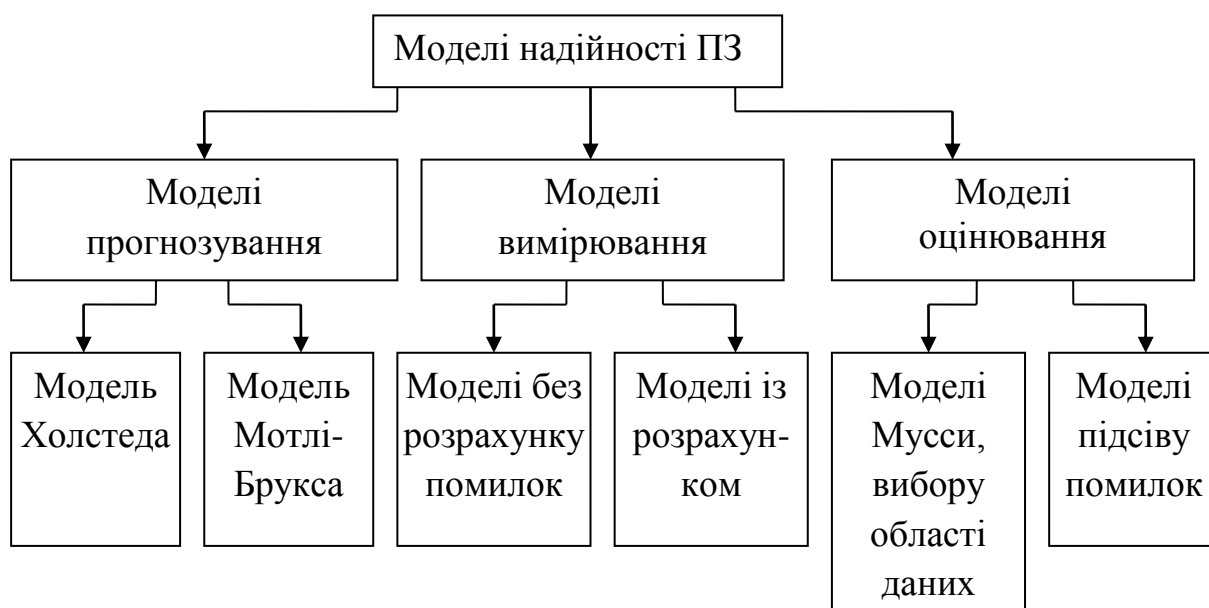 Моделі надійності ПЗ
Моделі
прогнозування
Моделі
вимірювання
Моделі
оцінювання
Модель
Холстеда
Модель
Мотлі-
Брукса
Моделі без
розрахунку
помилок
Моделі із
розрахун-
ком
Моделі
Мусси,
вибору
області
даних
Моделі
підсіву
помилок